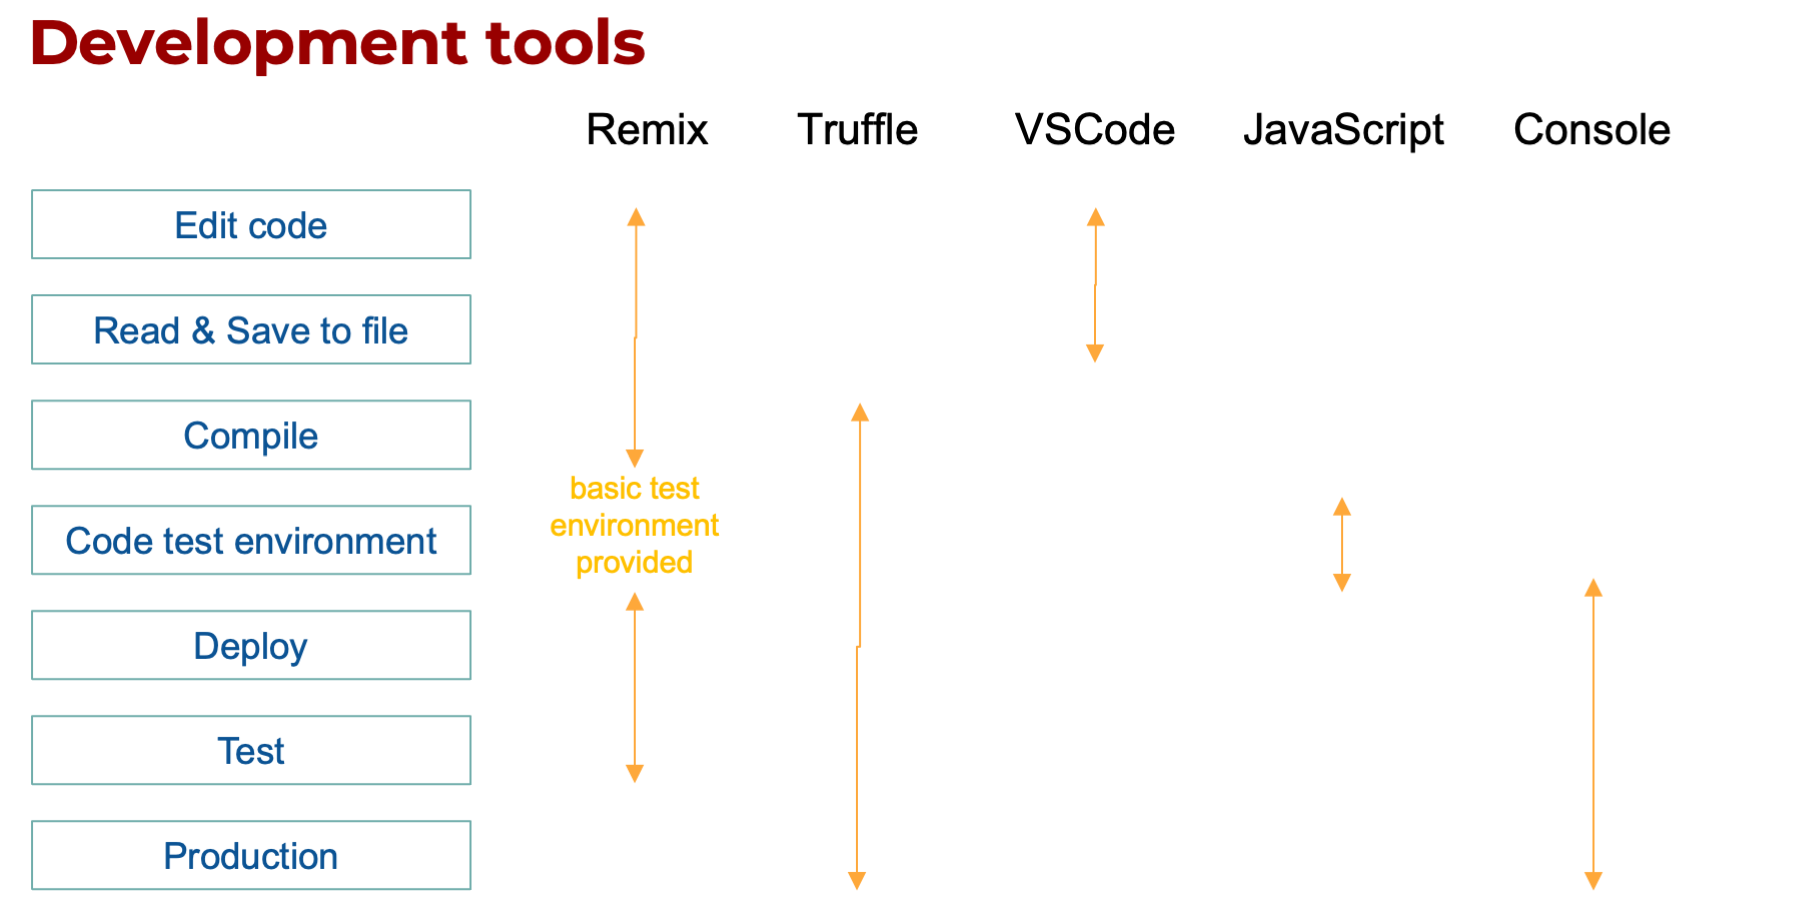 Development tools
Remix Truffle VSCode JavaScript Console
Edit code
Read & Save to file
Compile
basic test
environment
provided
Code test environment
Deploy
Test
Production